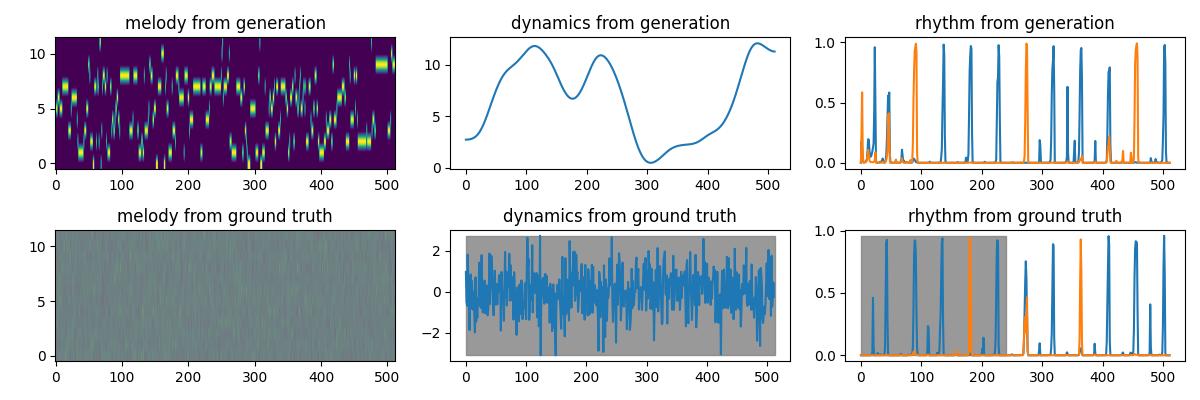 melody from generation
10
5
0
0 100 200 300 400 500
dynamics from generation
10
5
0
0 100 200 300 400 500
rhythm from generation
1.0
0.5
0.0
0 100 200 300 400 500
melody from ground truth
10
5
0
0 100 200 300 400 500
dynamics from ground truth
2
0
−2
0 100 200 300 400 500
rhythm from ground truth
1.0
0.5
0.0
0 100 200 300 400 500